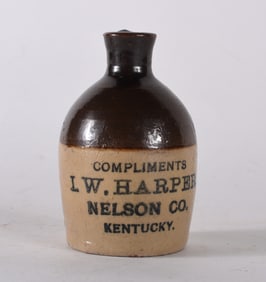 COMPLIMENTS
I.W. HARPER
NELSON CO.
KENTUCKY.